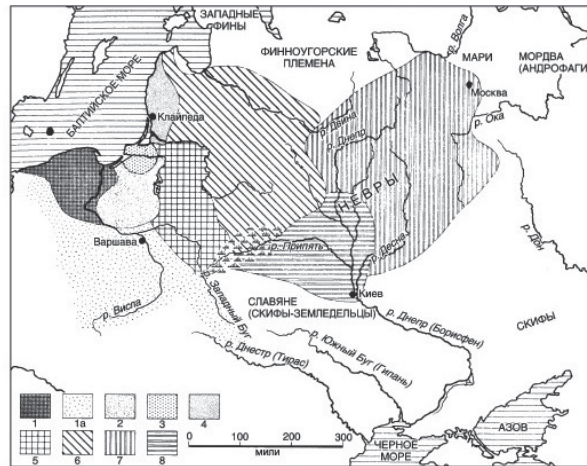 ЗАПАДНЫЕ
ФИНЫ
ФИННОУГОРСКИЕ
ПЛЕМЕНА
р. Волга
МАРИ
МОРДВА
(АНДРОФАГИ)
Москва
БАЛТИЙСКОЕ МОРЕ
Клайпеда
р. Двина
р. Днепр
р. Ока
НЕВРЫ
р. Десна
р. Припять
р. Дон
Варшава
р. Висла
р. Западный Буг
Киев
СЛАВЯНЕ
(СКИФЫ-ЗЕМЛЕДЕЛЬЦЫ)
р. Днепр (Борисфен)
СКИФЫ
р. Южный Буг (Гипань)
р. Днестр (Тирас)
1
1а
2
3
4
5
6
7
8
0 100 200 300
мили
ЧЕРНОЕ
МОРЕ
АЗОВ